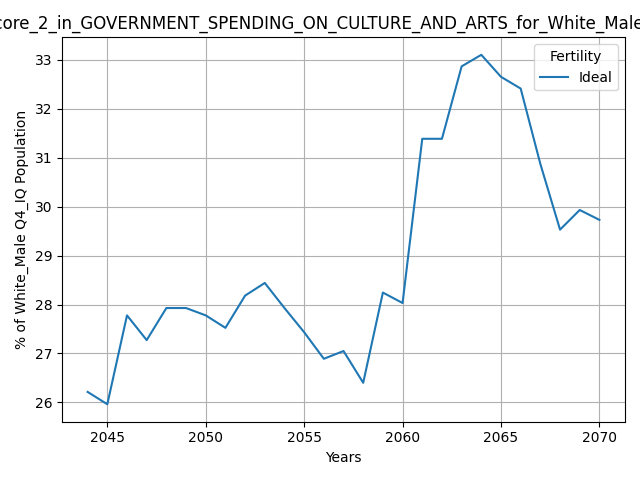 core_2_in_GOVERNMENT_SPENDING_ON_CULTURE_AND_ARTS_for_White_Male
Fertility
Ideal
% of White_Male Q4_IQ Population
33
32
31
30
29
28
27
26
2045 2050 2055 2060 2065 2070
Years